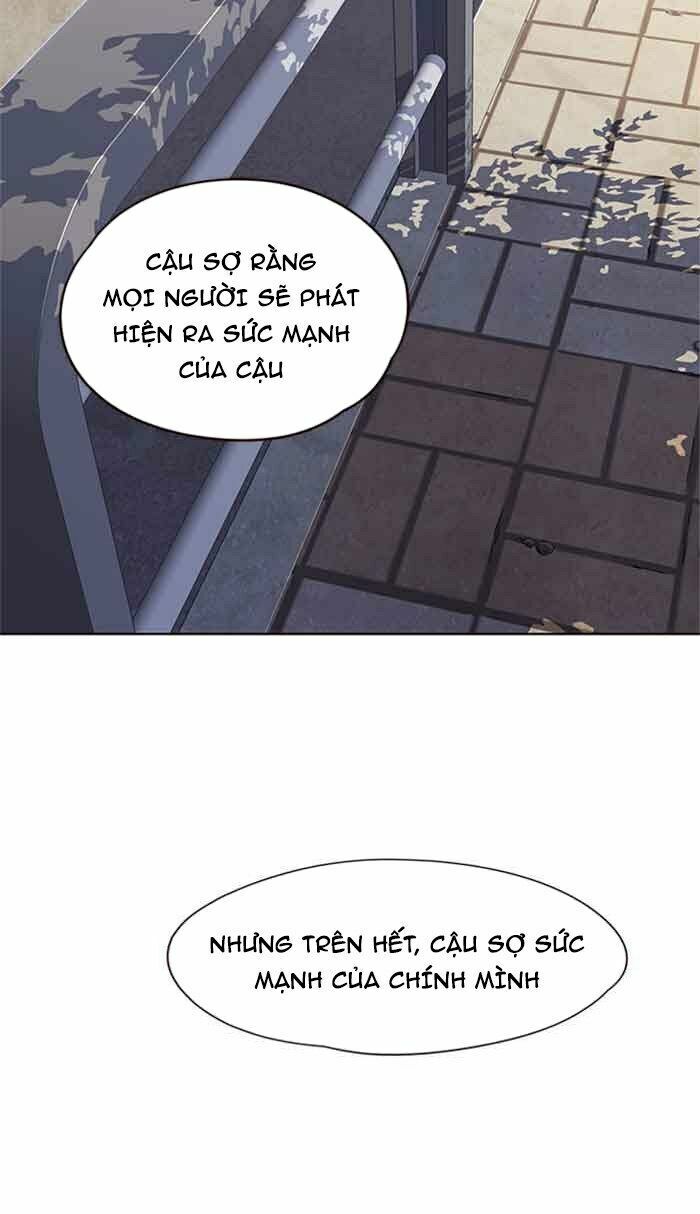 CẬU SỢ RẰNG
MỌI NGƯỜI SẼ PHÁT
HIỆN RA SỨC MẠNH
CỦA CẬU
NHƯNG TRÊN HẾT, CẬU SỢ SỨC
MẠNH CỦA CHÍNH MÌNH